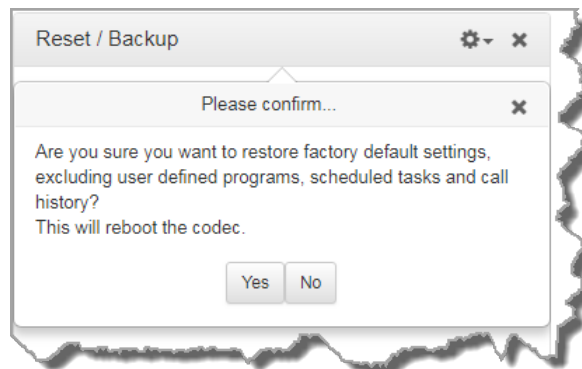 Reset / Backup
Please confirm...
Are you sure you want to restore factory default settings,
excluding user defined programs, scheduled tasks and call
history?
This will reboot the codec.
Yes No